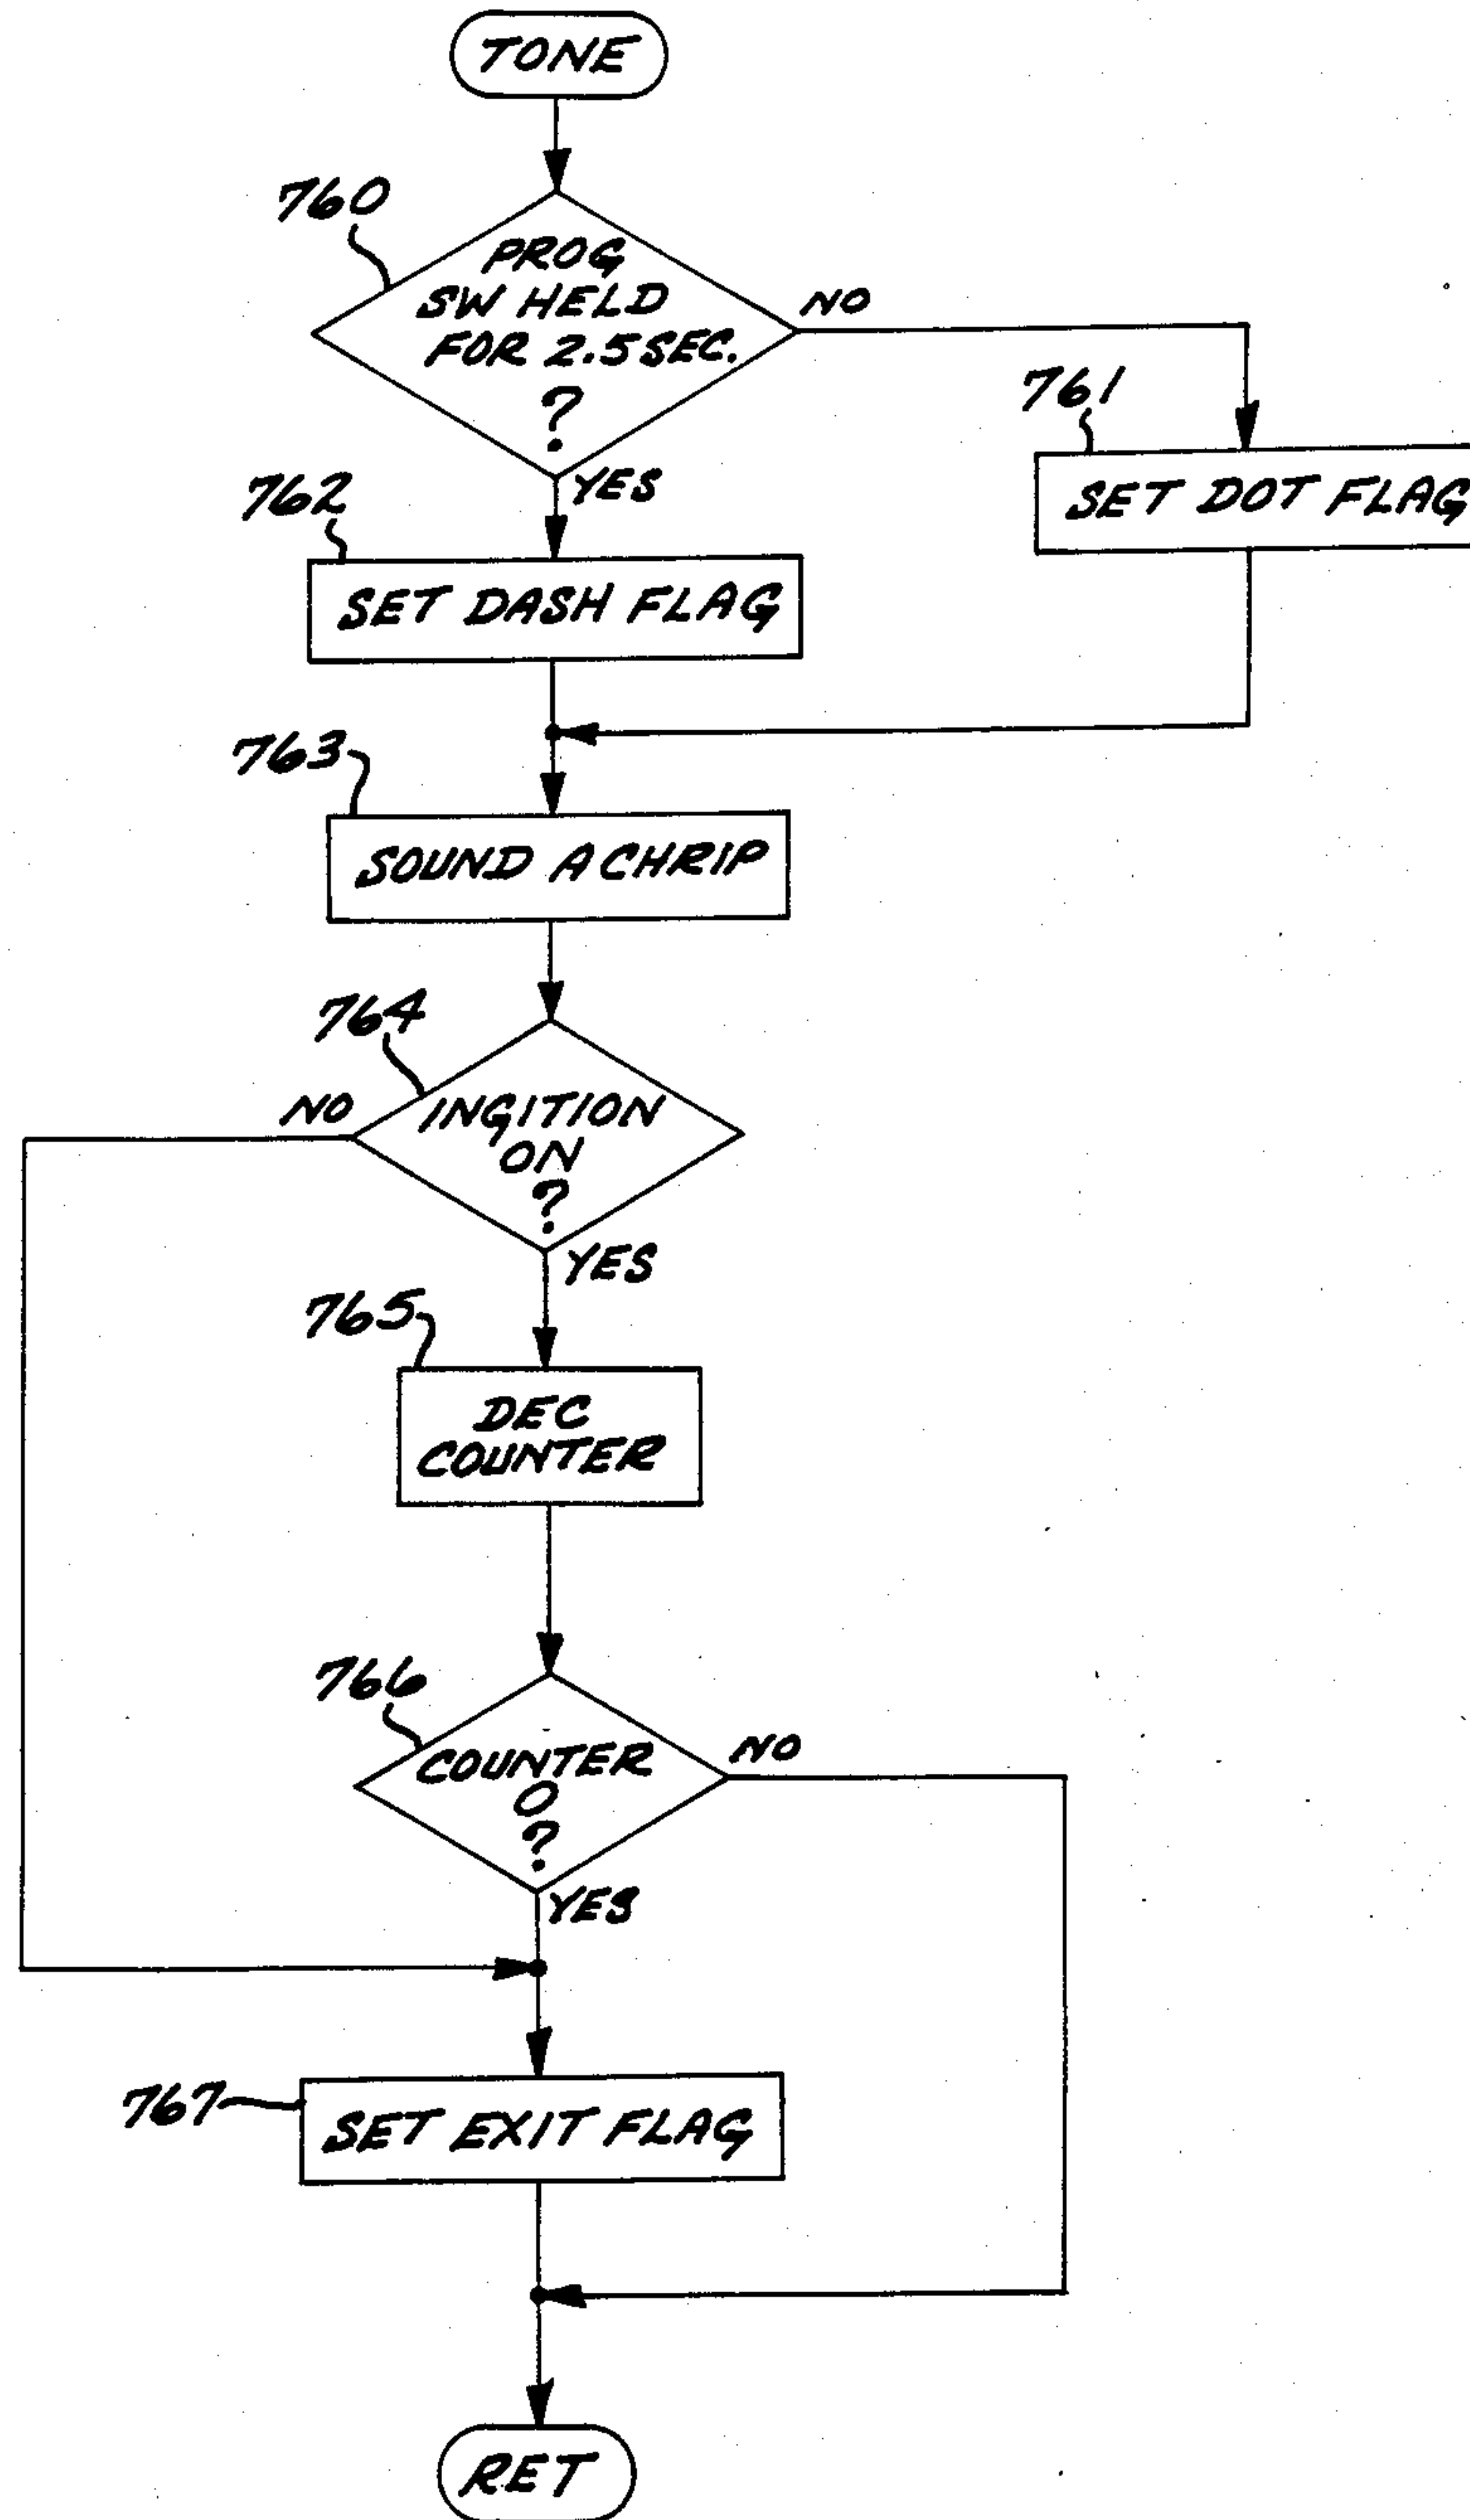 TONE
760
PROG
SW HELD
FOR 2.5 SEC.
?
NO
YES
761
SET DOT FLAG
762
SET DASH FLAG
763
SOUND A CHRIP
764
INGITION
ON
?
NO
YES
765
DEC
COUNTER
766
COUNTER
0
?
NO
YES
767
SET EXIT FLAG
RET